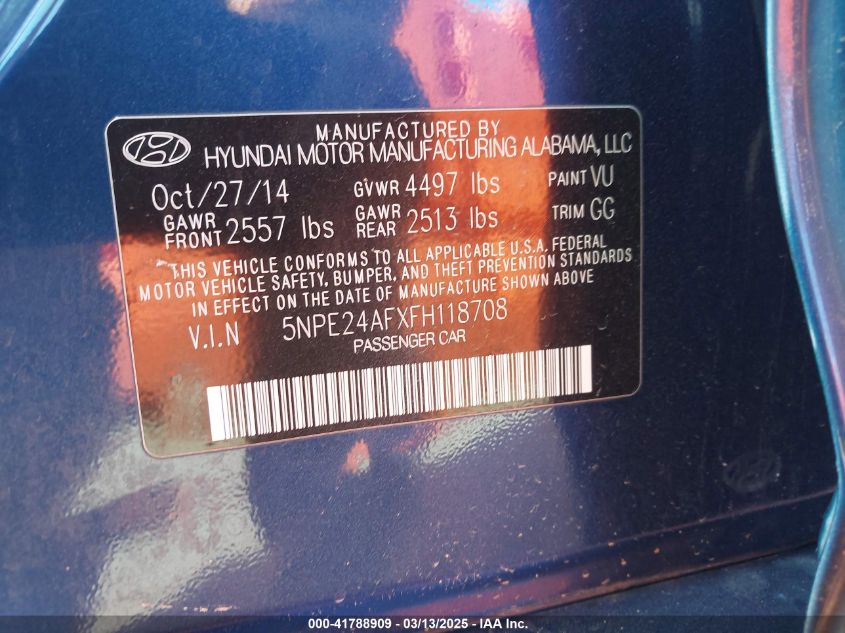 MANUFACTURED BY
HYUNDAI MOTOR MANUFACTURING ALABAMA, LLC
Oct/27/14 GVWR 4497 lbs PAINT VU
GAWR FRONT 2557 lbs GAWR REAR 2513 lbs TRIM GG
THIS VEHICLE CONFORMS TO ALL APPLICABLE U.S.A. FEDERAL
MOTOR VEHICLE SAFETY, BUMPER, AND THEFT PREVENTION STANDARDS
IN EFFECT ON THE DATE OF MANUFACTURE SHOWN ABOVE
V.I.N 5NPE24AFXFH118708
PASSENGER CAR
000-41788909 - 03/13/2025 - IAA Inc.